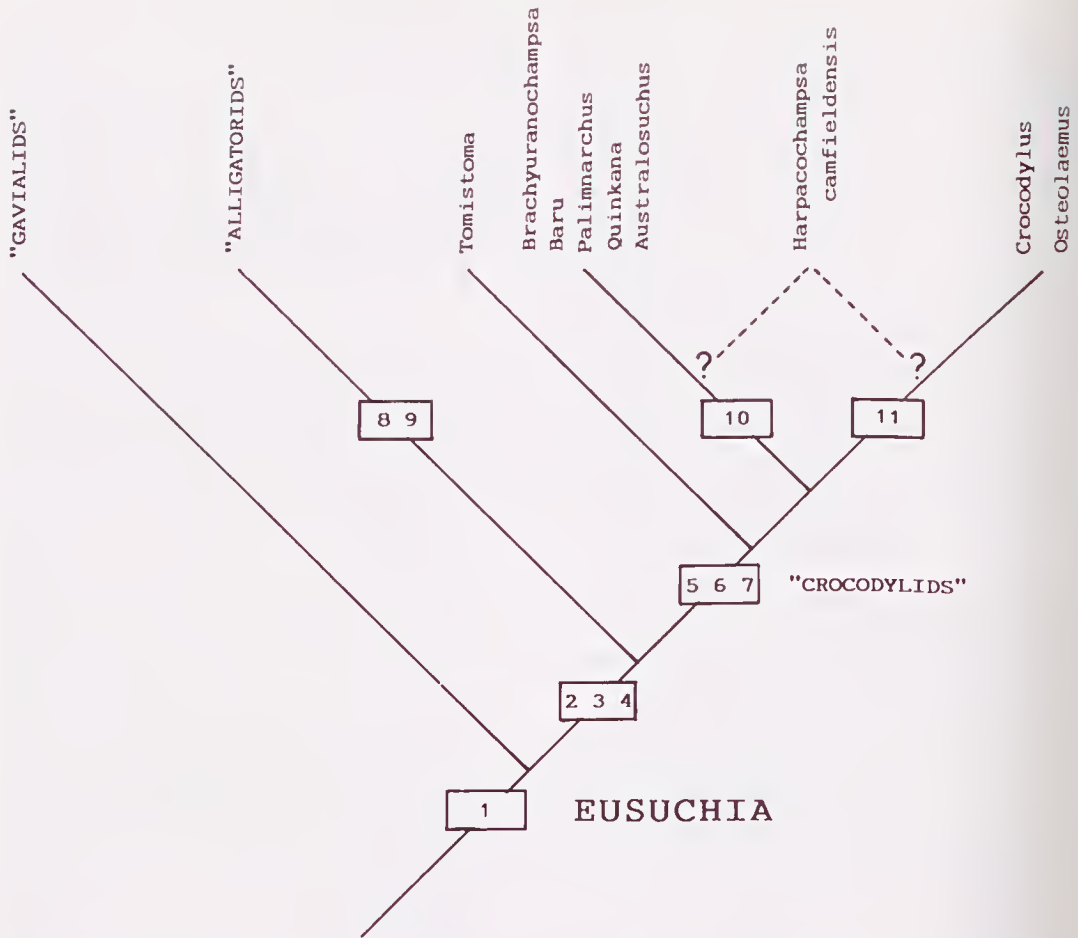 "GAVIALIDS"
"ALLIGATORIDS"
Tomistoma
Brachyuranochampsa
Baru
Palimnarchus
Quinkana
Australosuchus
Harpacochampsa
camfieldensis
Crocodylus
Osteolaemus
? ?
8 9
10
11
5 6 7
"CROCODYLIDS"
2 3 4
1
EUSUCHIA